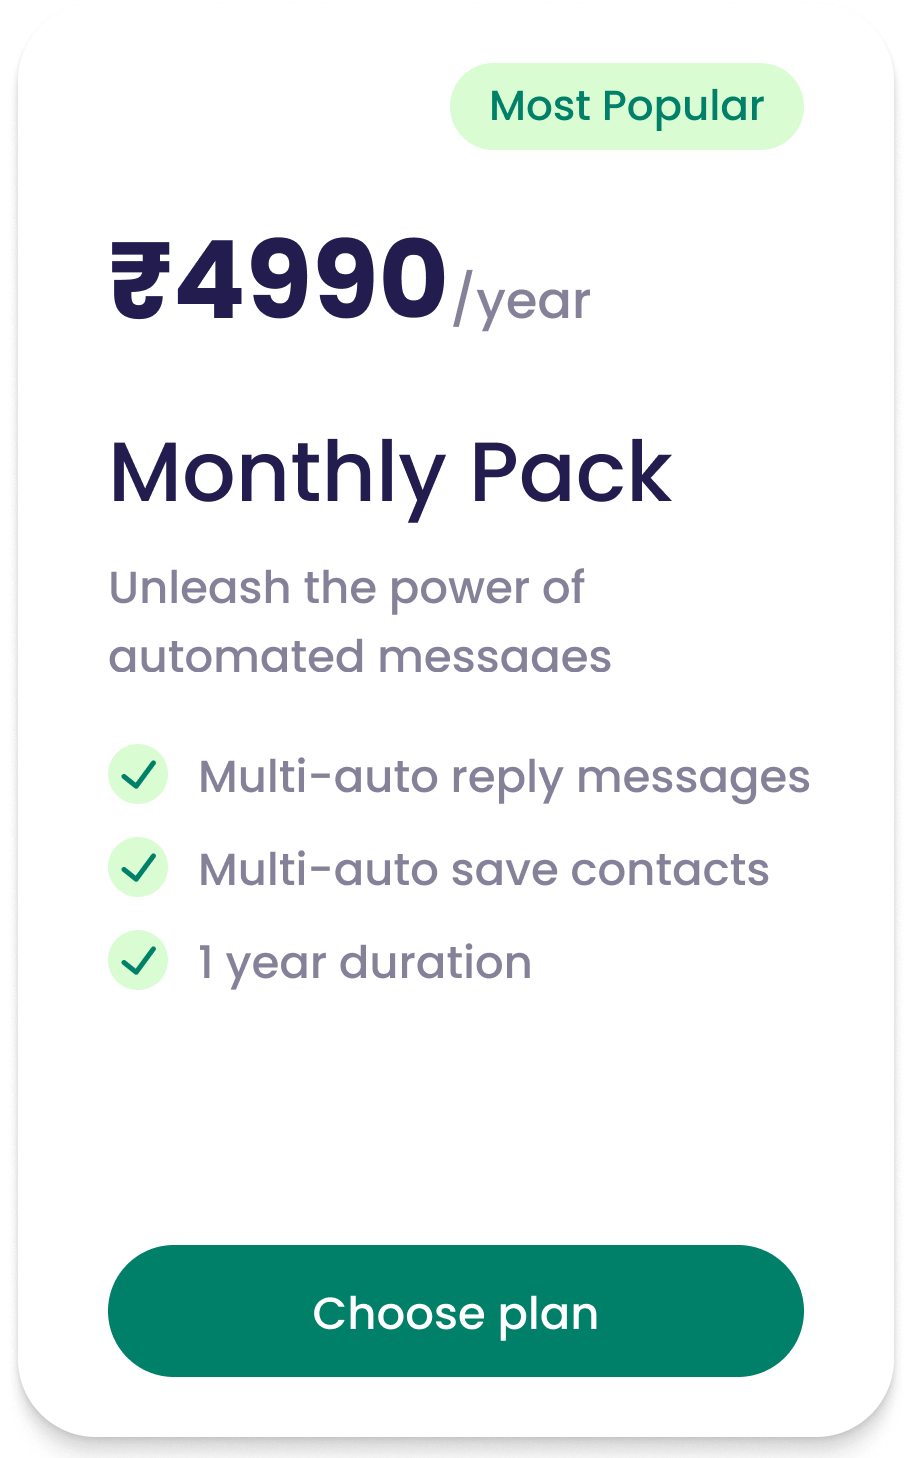 Most Popular
₹4990/year
Monthly Pack
Unleash the power of
automated messages
Multi-auto reply messages
Multi-auto save contacts
1 year duration
Choose plan